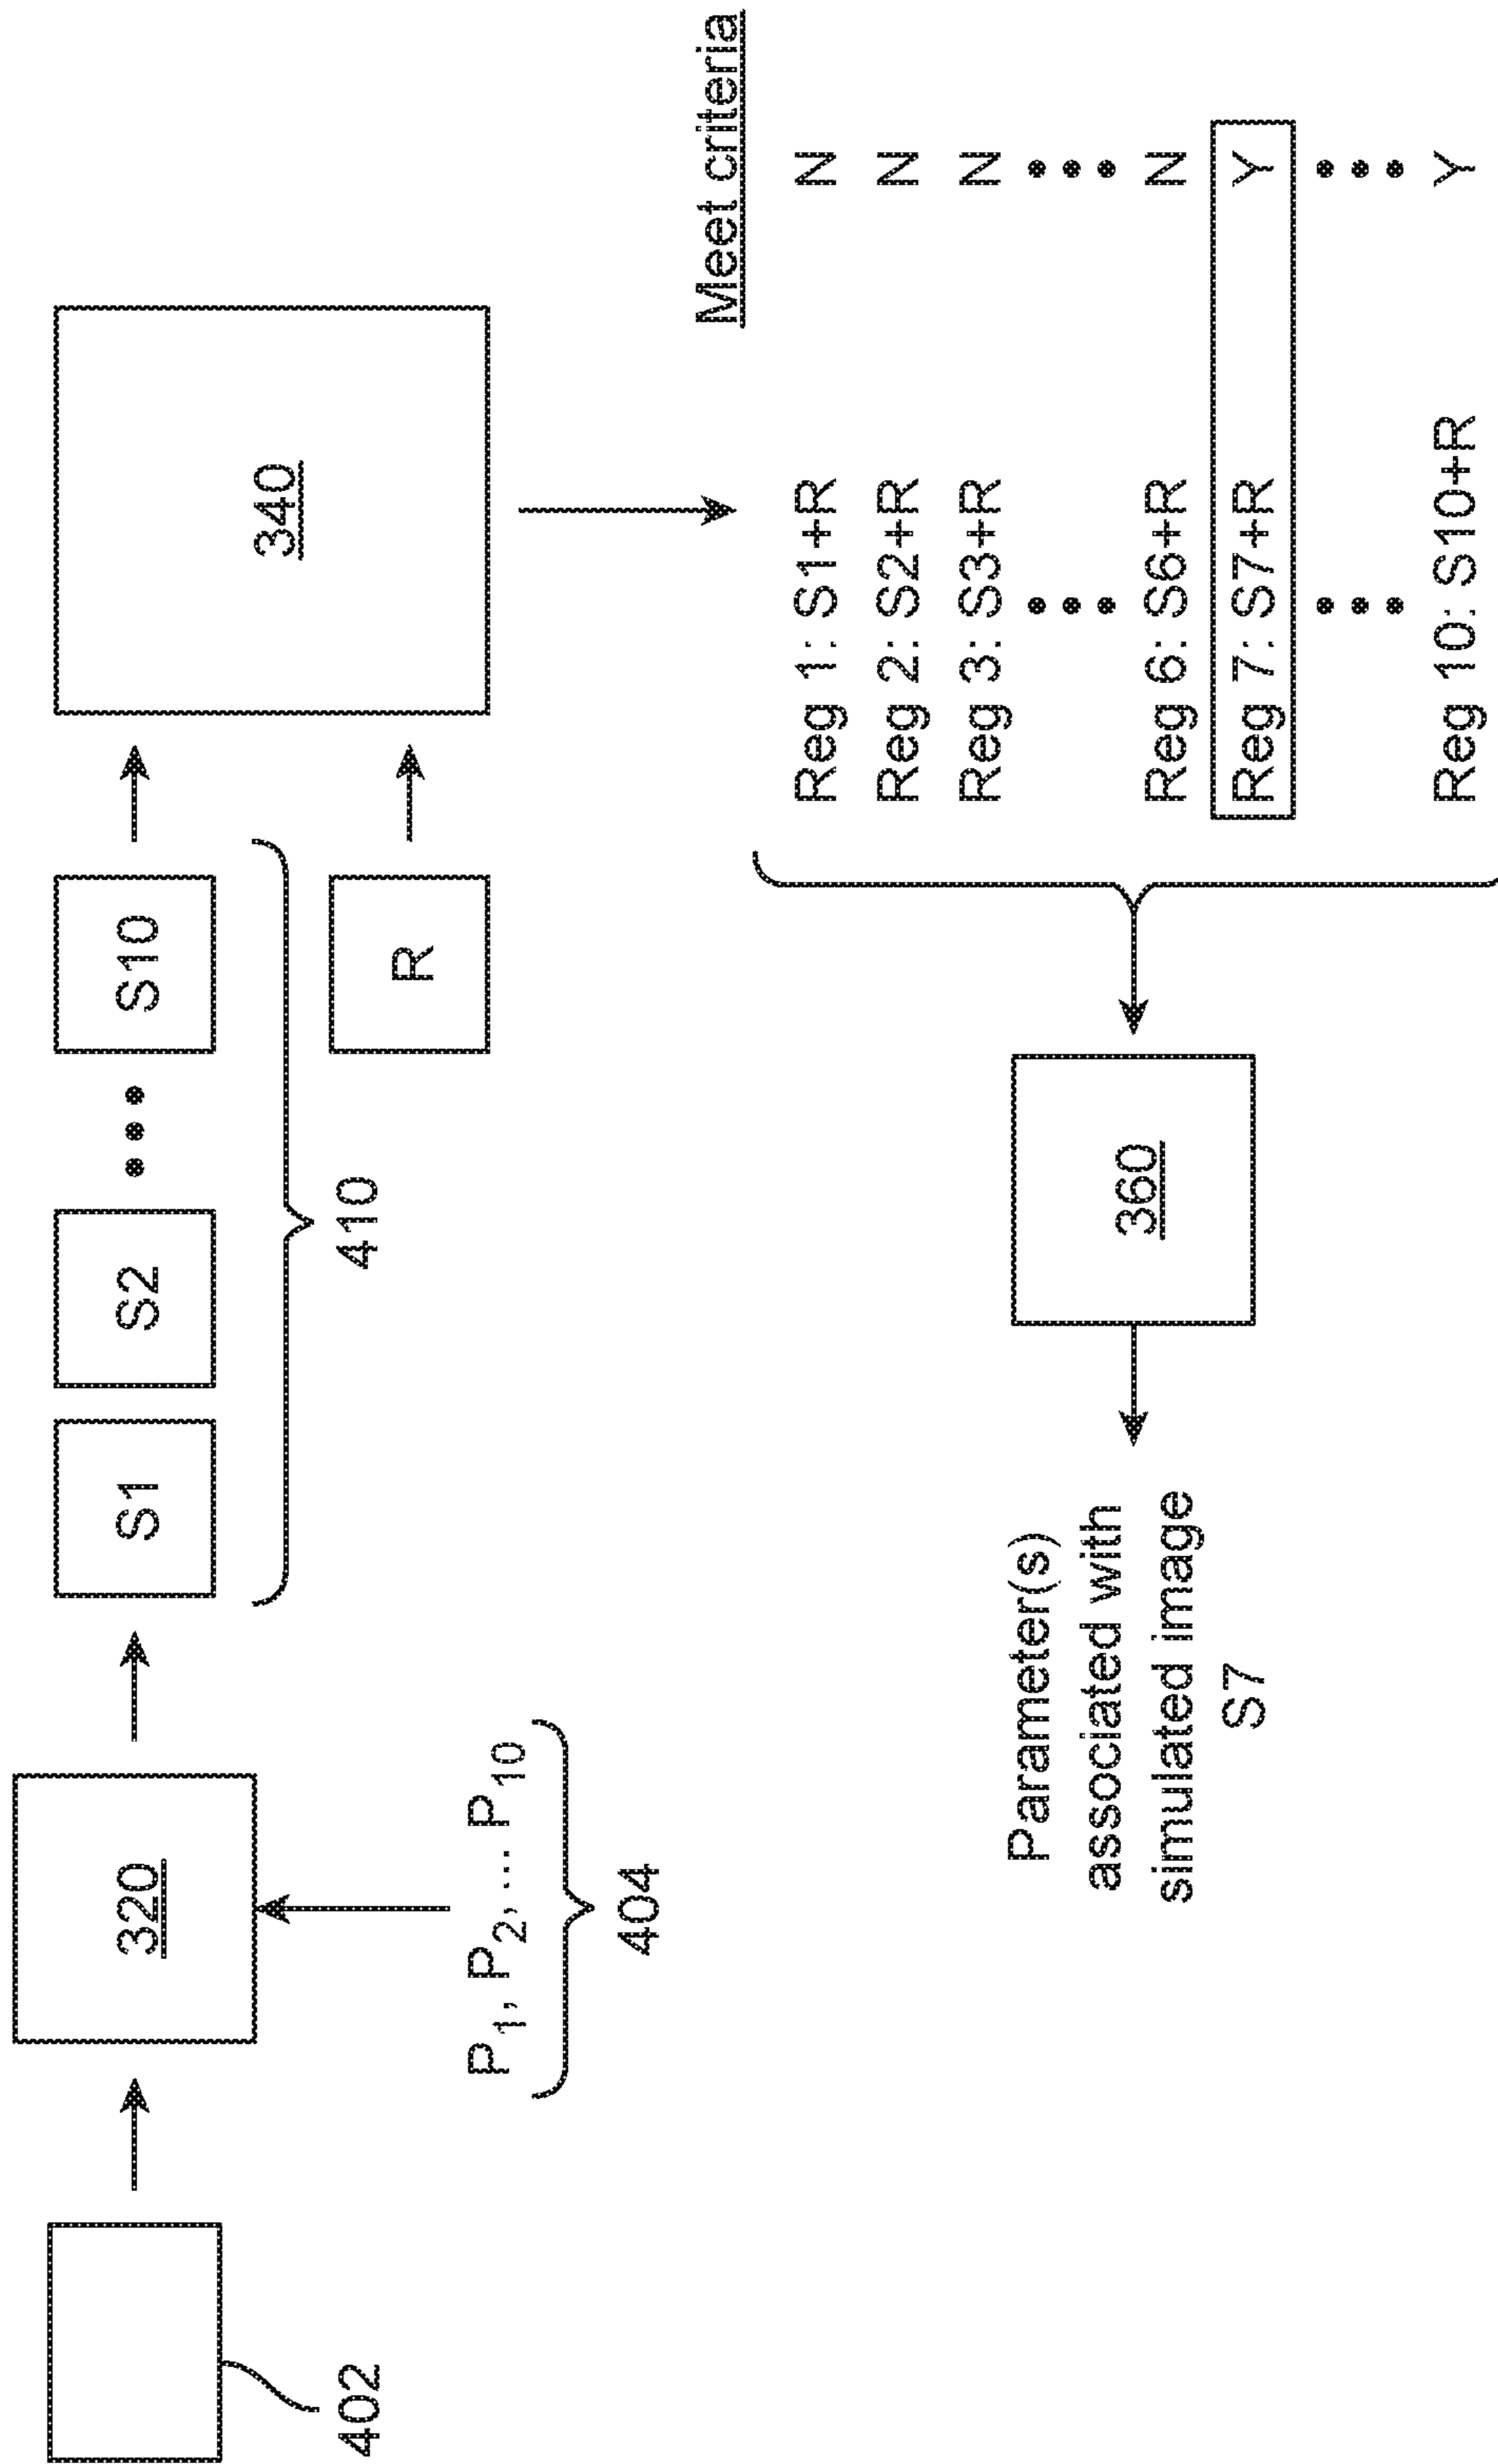 402
320
P1, P2, ... P10
404
S1
S2
•••
S10
410
R
340
Meet criteria
Reg 1: S1+R N
Reg 2: S2+R N
Reg 3: S3+R N
••• •••
Reg 6: S6+R N
Reg 7: S7+R Y
••• •••
Reg 10: S10+R Y
360
Parameter(s)
associated with
simulated image
S7